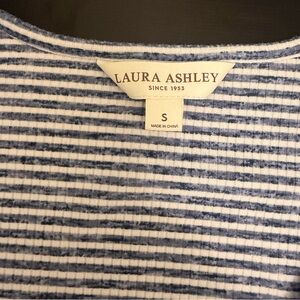 LAURA ASHLEY
SINCE 1953
S
MADE IN CHINA